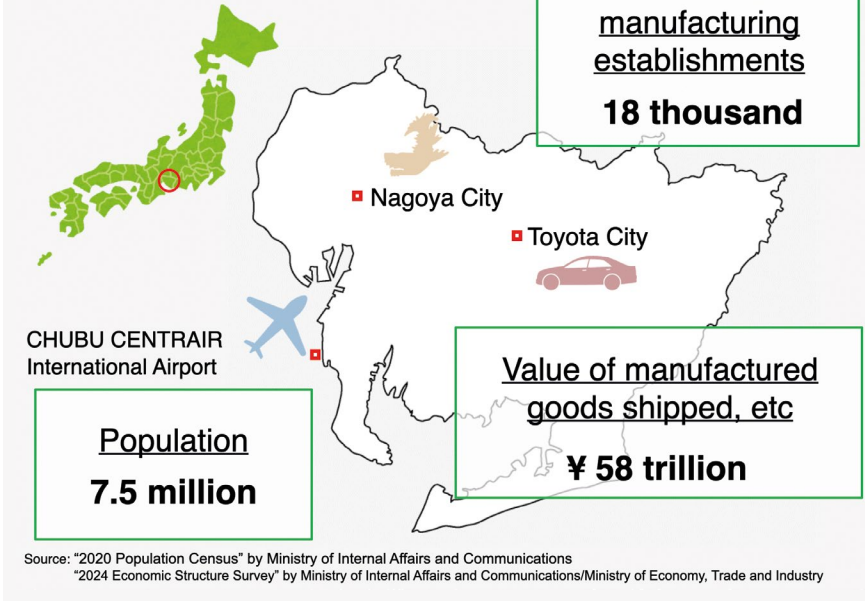 manufacturing
establishments
18 thousand
Nagoya City
Toyota City
CHUBU CENTRAIR
International Airport
Value of manufactured
goods shipped, etc
¥ 58 trillion
Population
7.5 million
Source: “2020 Population Census” by Ministry of Internal Affairs and Communications
“2024 Economic Structure Survey” by Ministry of Internal Affairs and Communications/Ministry of Economy, Trade and Industry